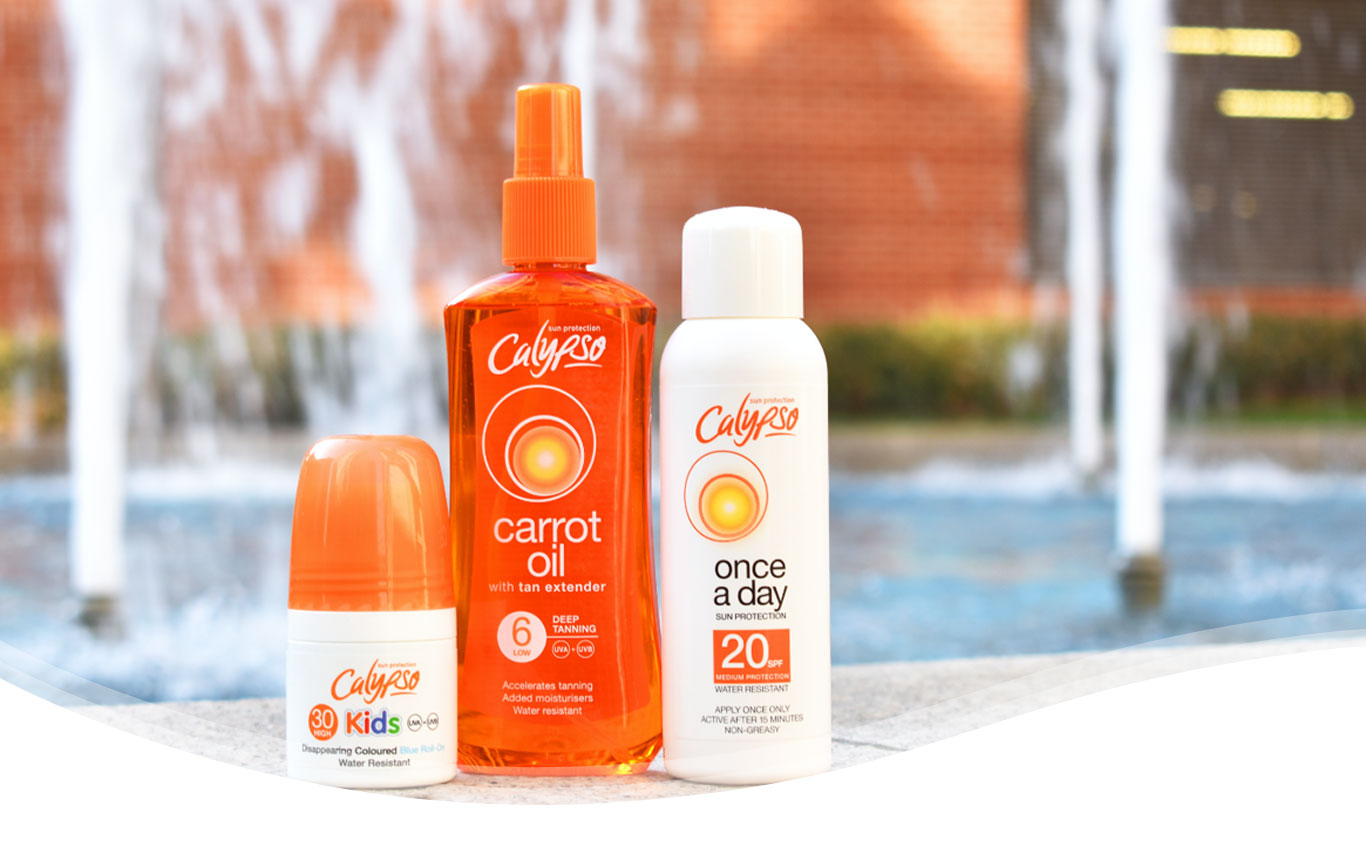 sun protection
Calypso
30
HIGH
Kids
UVA + UVB
Disappearing Coloured Blue Roll-On
Water Resistant
sun protection
Calypso
carrot
oil
with tan extender
6
LOW
DEEP
TANNING
UVA + UVB
Accelerates tanning
Added moisturisers
Water resistant
sun protection
Calypso
once
a day
SUN PROTECTION
20 SPF
MEDIUM PROTECTION
WATER RESISTANT
APPLY ONCE ONLY
ACTIVE AFTER 15 MINUTES
NON-GREASY